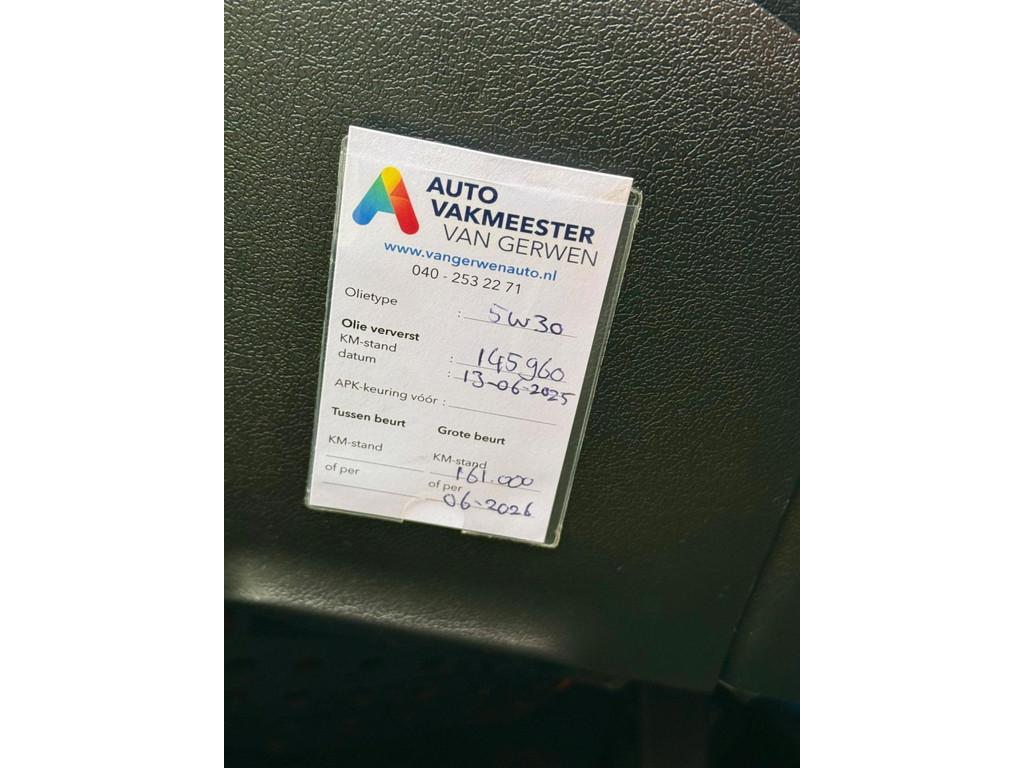 AUTO
VAKMEESTER
VAN GERWEN
www.vangerwenauto.nl
040 - 253 22 71
Olietype : 5W30
Olie ververst
KM-stand : 145960
datum : 13-06-2025
APK-keuring vóór :
Tussen beurt Grote beurt
KM-stand KM-stand
161.000
of per of per
06-2026